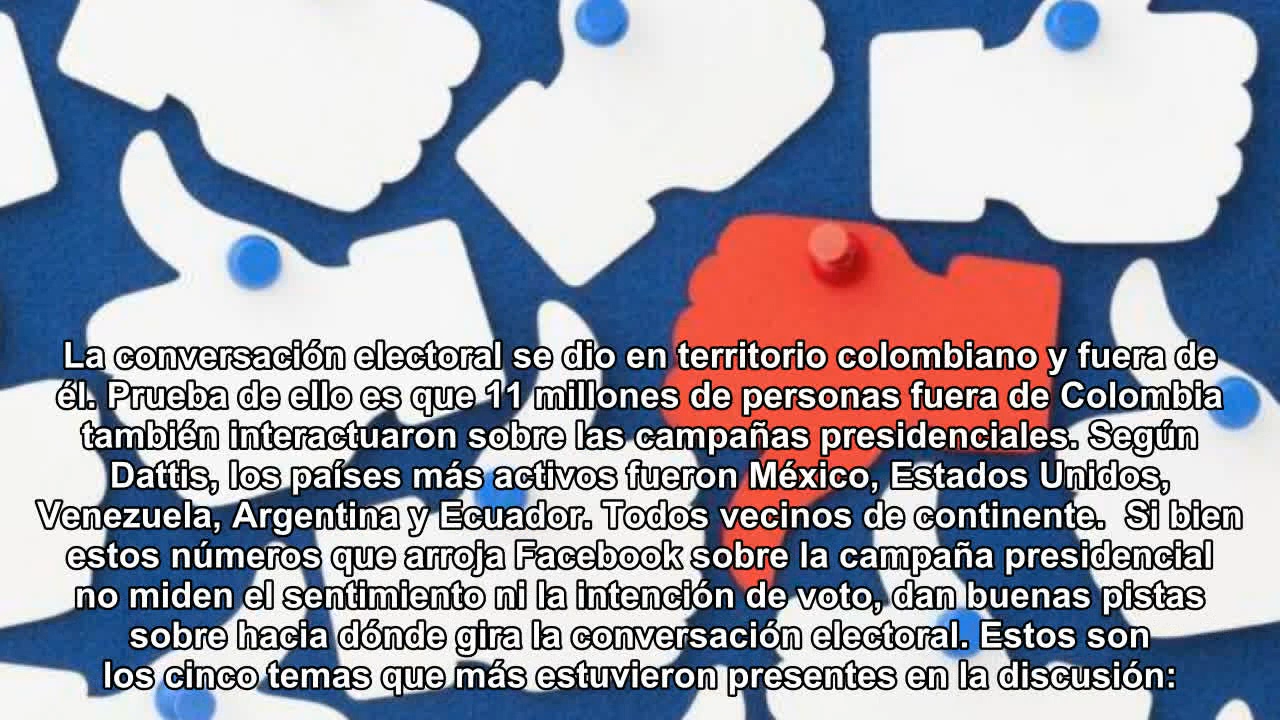 La conversación electoral se dio en territorio colombiano y fuera de
él. Prueba de ello es que 11 millones de personas fuera de Colombia
también interactuaron sobre las campañas presidenciales. Según
Dattis, los países más activos fueron México, Estados Unidos,
Venezuela, Argentina y Ecuador. Todos vecinos de continente.  Si bien
estos números que arroja Facebook sobre la campaña presidencial
no miden el sentimiento ni la intención de voto, dan buenas pistas
sobre hacia dónde gira la conversación electoral. Estos son
los cinco temas que más estuvieron presentes en la discusión: